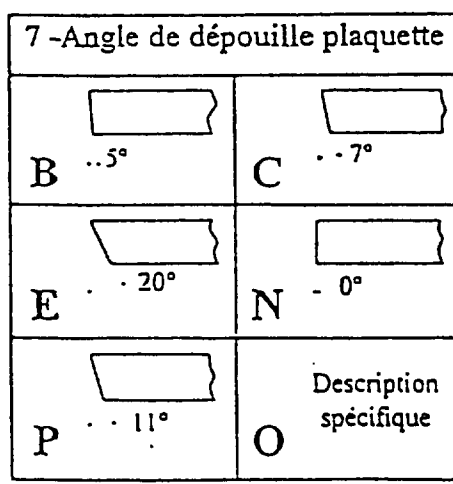 7 -Angle de dépouille plaquette
B 5° C 7°
E 20° N 0°
P 11° O Description
spécifique